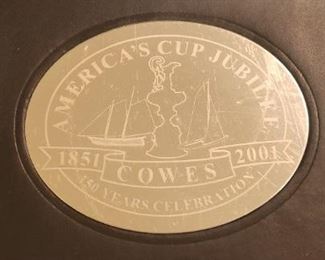 AMERICA'S CUP JUBILEE
1851 COWES 2001
150 YEARS CELEBRATION